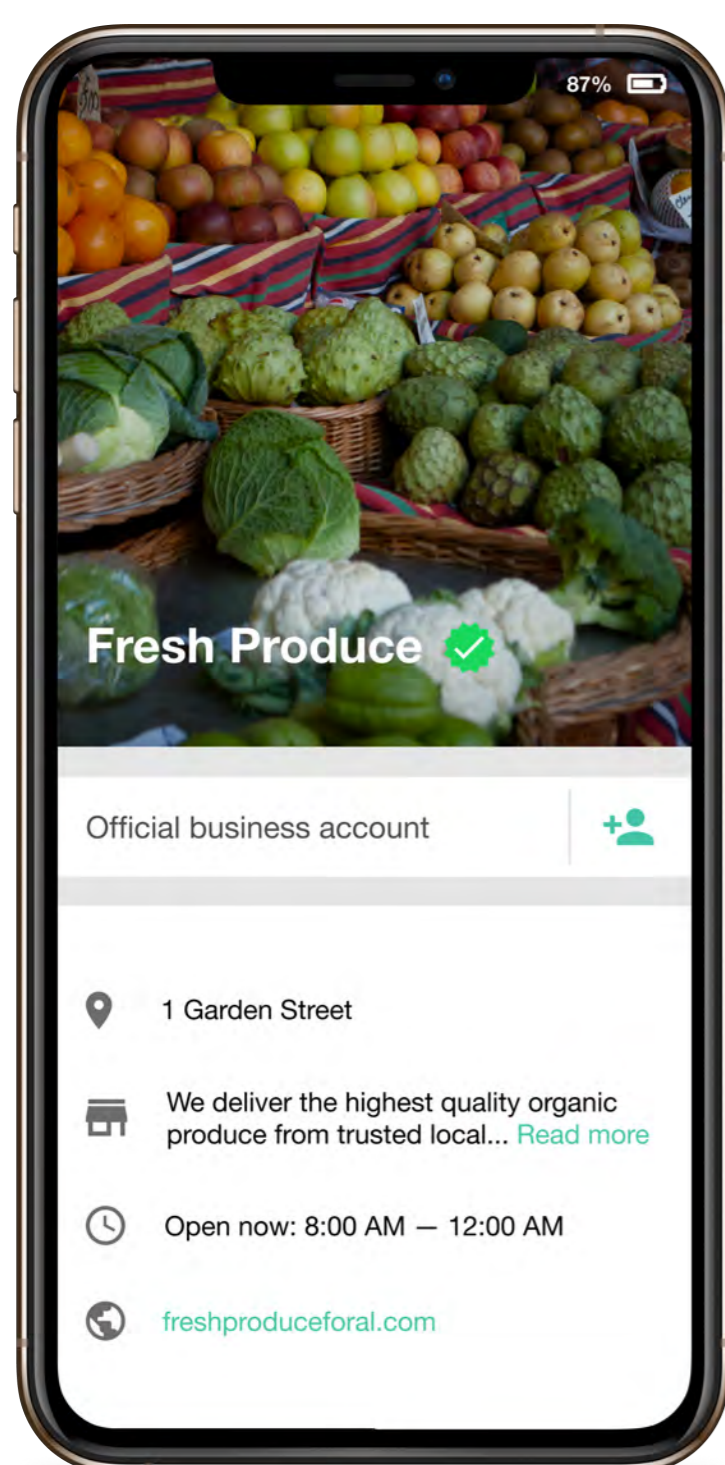 87%
Fresh Produce
Official business account
1 Garden Street
We deliver the highest quality organic
produce from trusted local... Read more
Open now: 8:00 AM — 12:00 AM
freshproduceforal.com